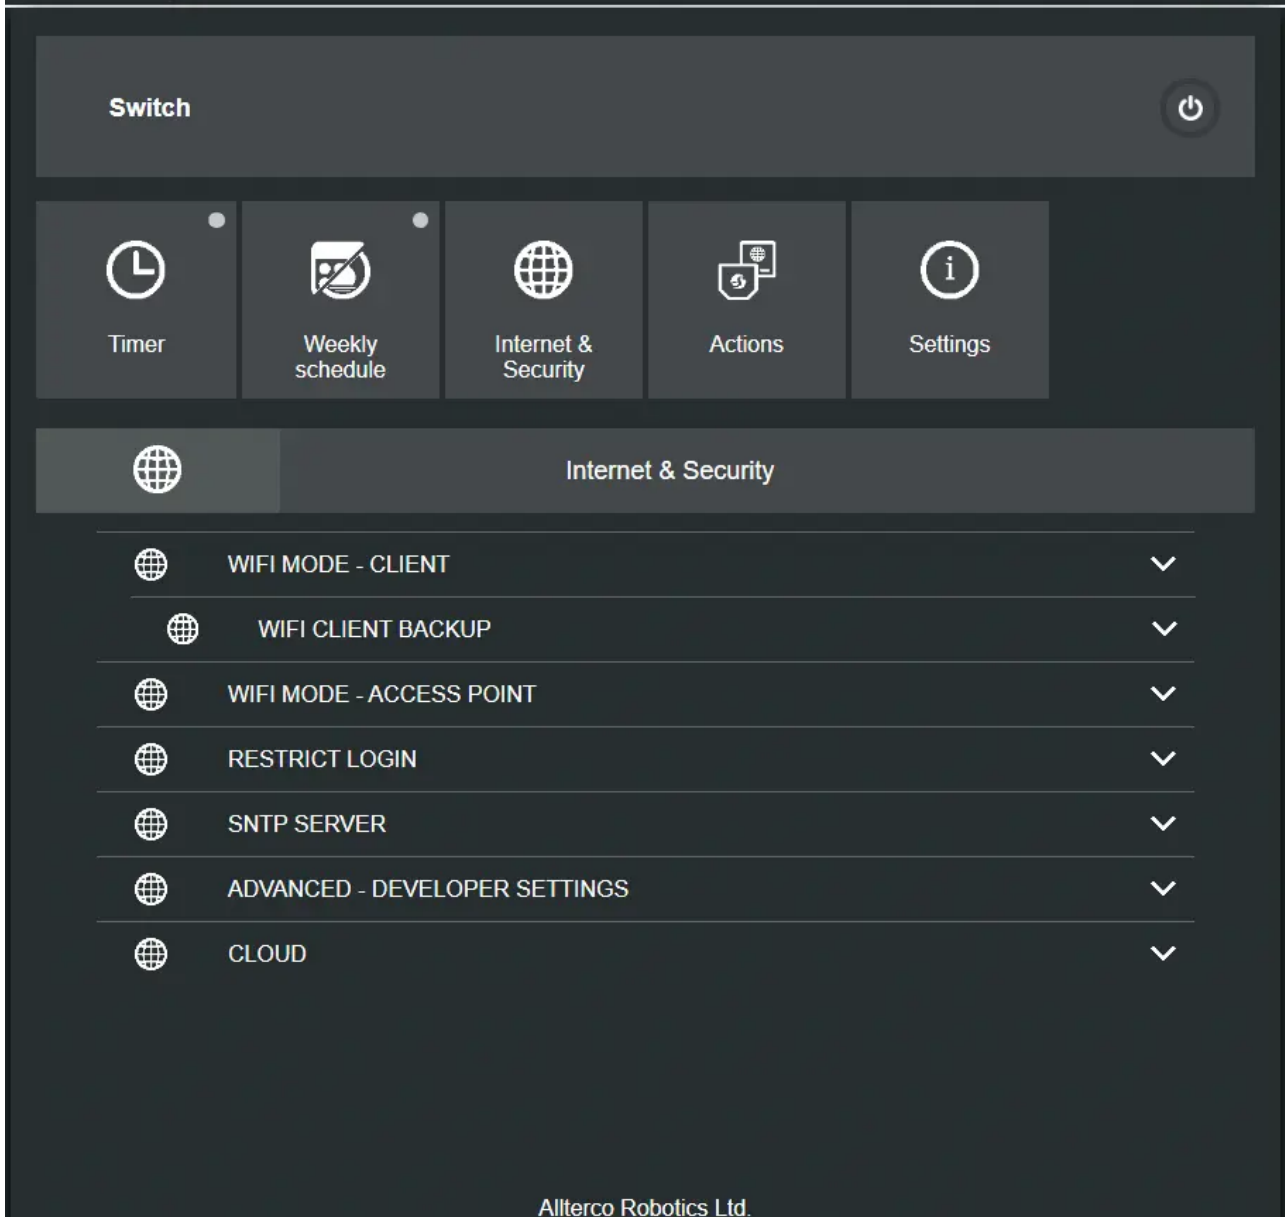 Switch
Timer
Weekly
schedule
Internet &
Security
Actions
Settings
Internet & Security
WIFI MODE - CLIENT
WIFI CLIENT BACKUP
WIFI MODE - ACCESS POINT
RESTRICT LOGIN
SNTP SERVER
ADVANCED - DEVELOPER SETTINGS
CLOUD
Allterco Robotics Ltd.